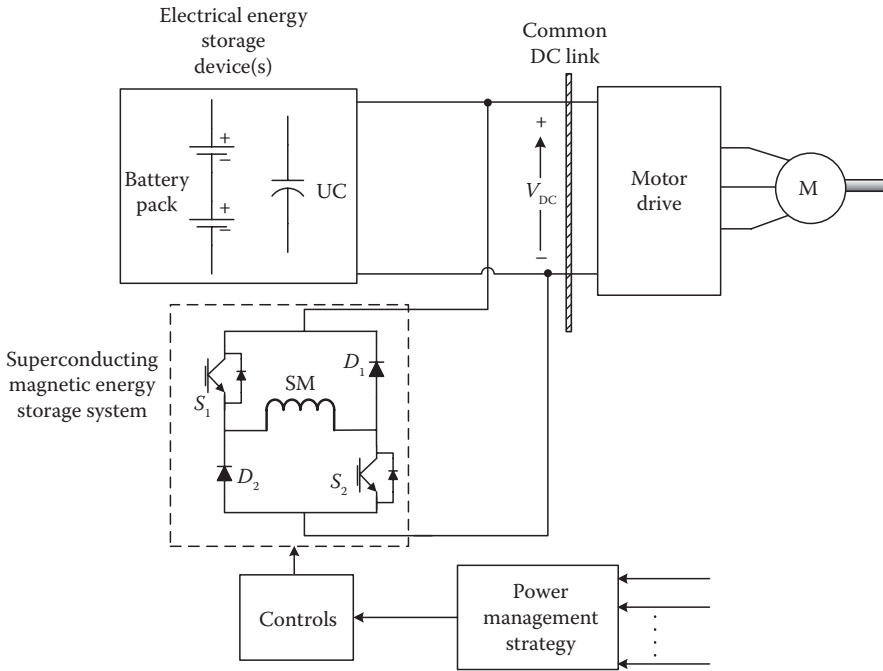 Electrical energy
storage
device(s)
Common
DC link
+
−
+
−
Battery
pack
UC
+
V_DC
−
Motor
drive
M
Superconducting
magnetic energy
storage system
S_1
D_1
SM
D_2
S_2
Controls
Power
management
strategy